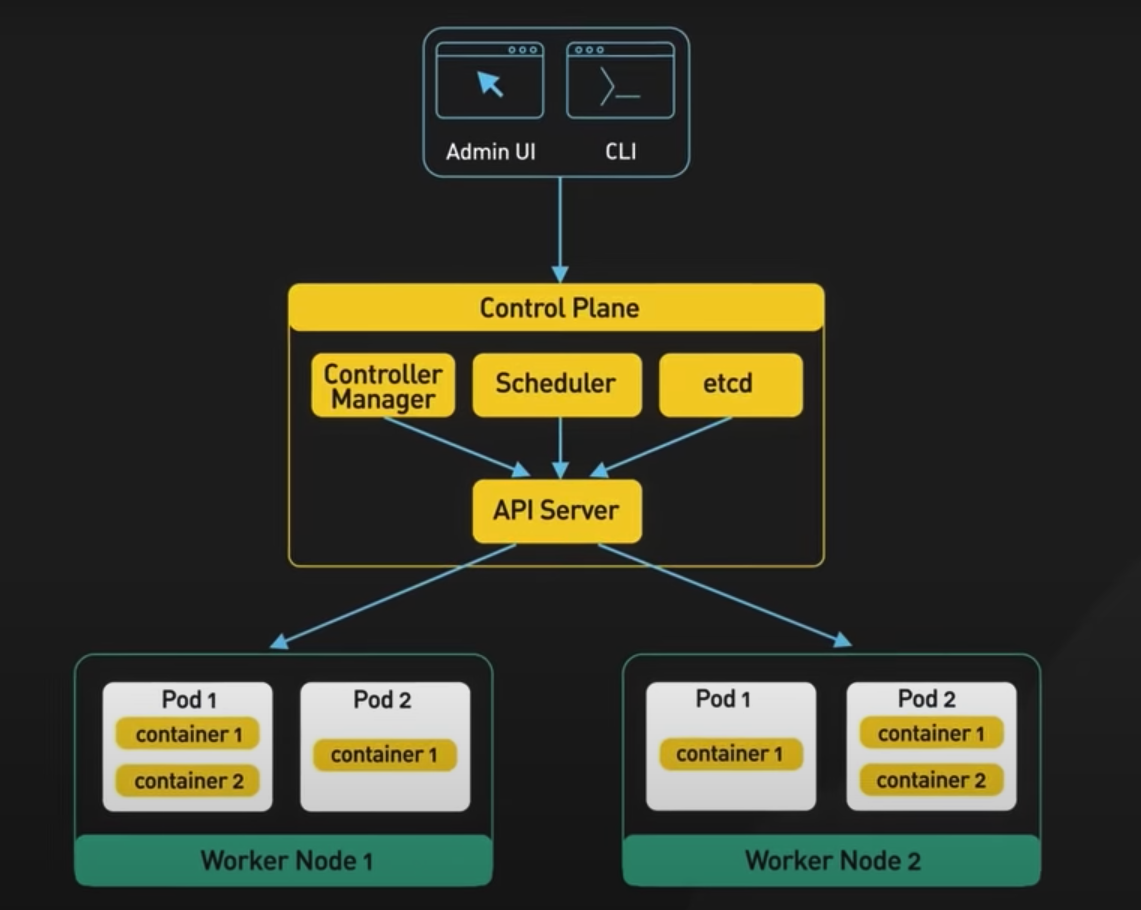 Admin UI
CLI
Control Plane
Controller
Manager
Scheduler
etcd
API Server
Pod 1
container 1
container 2
Pod 2
container 1
Worker Node 1
Pod 1
container 1
Pod 2
container 1
container 2
Worker Node 2